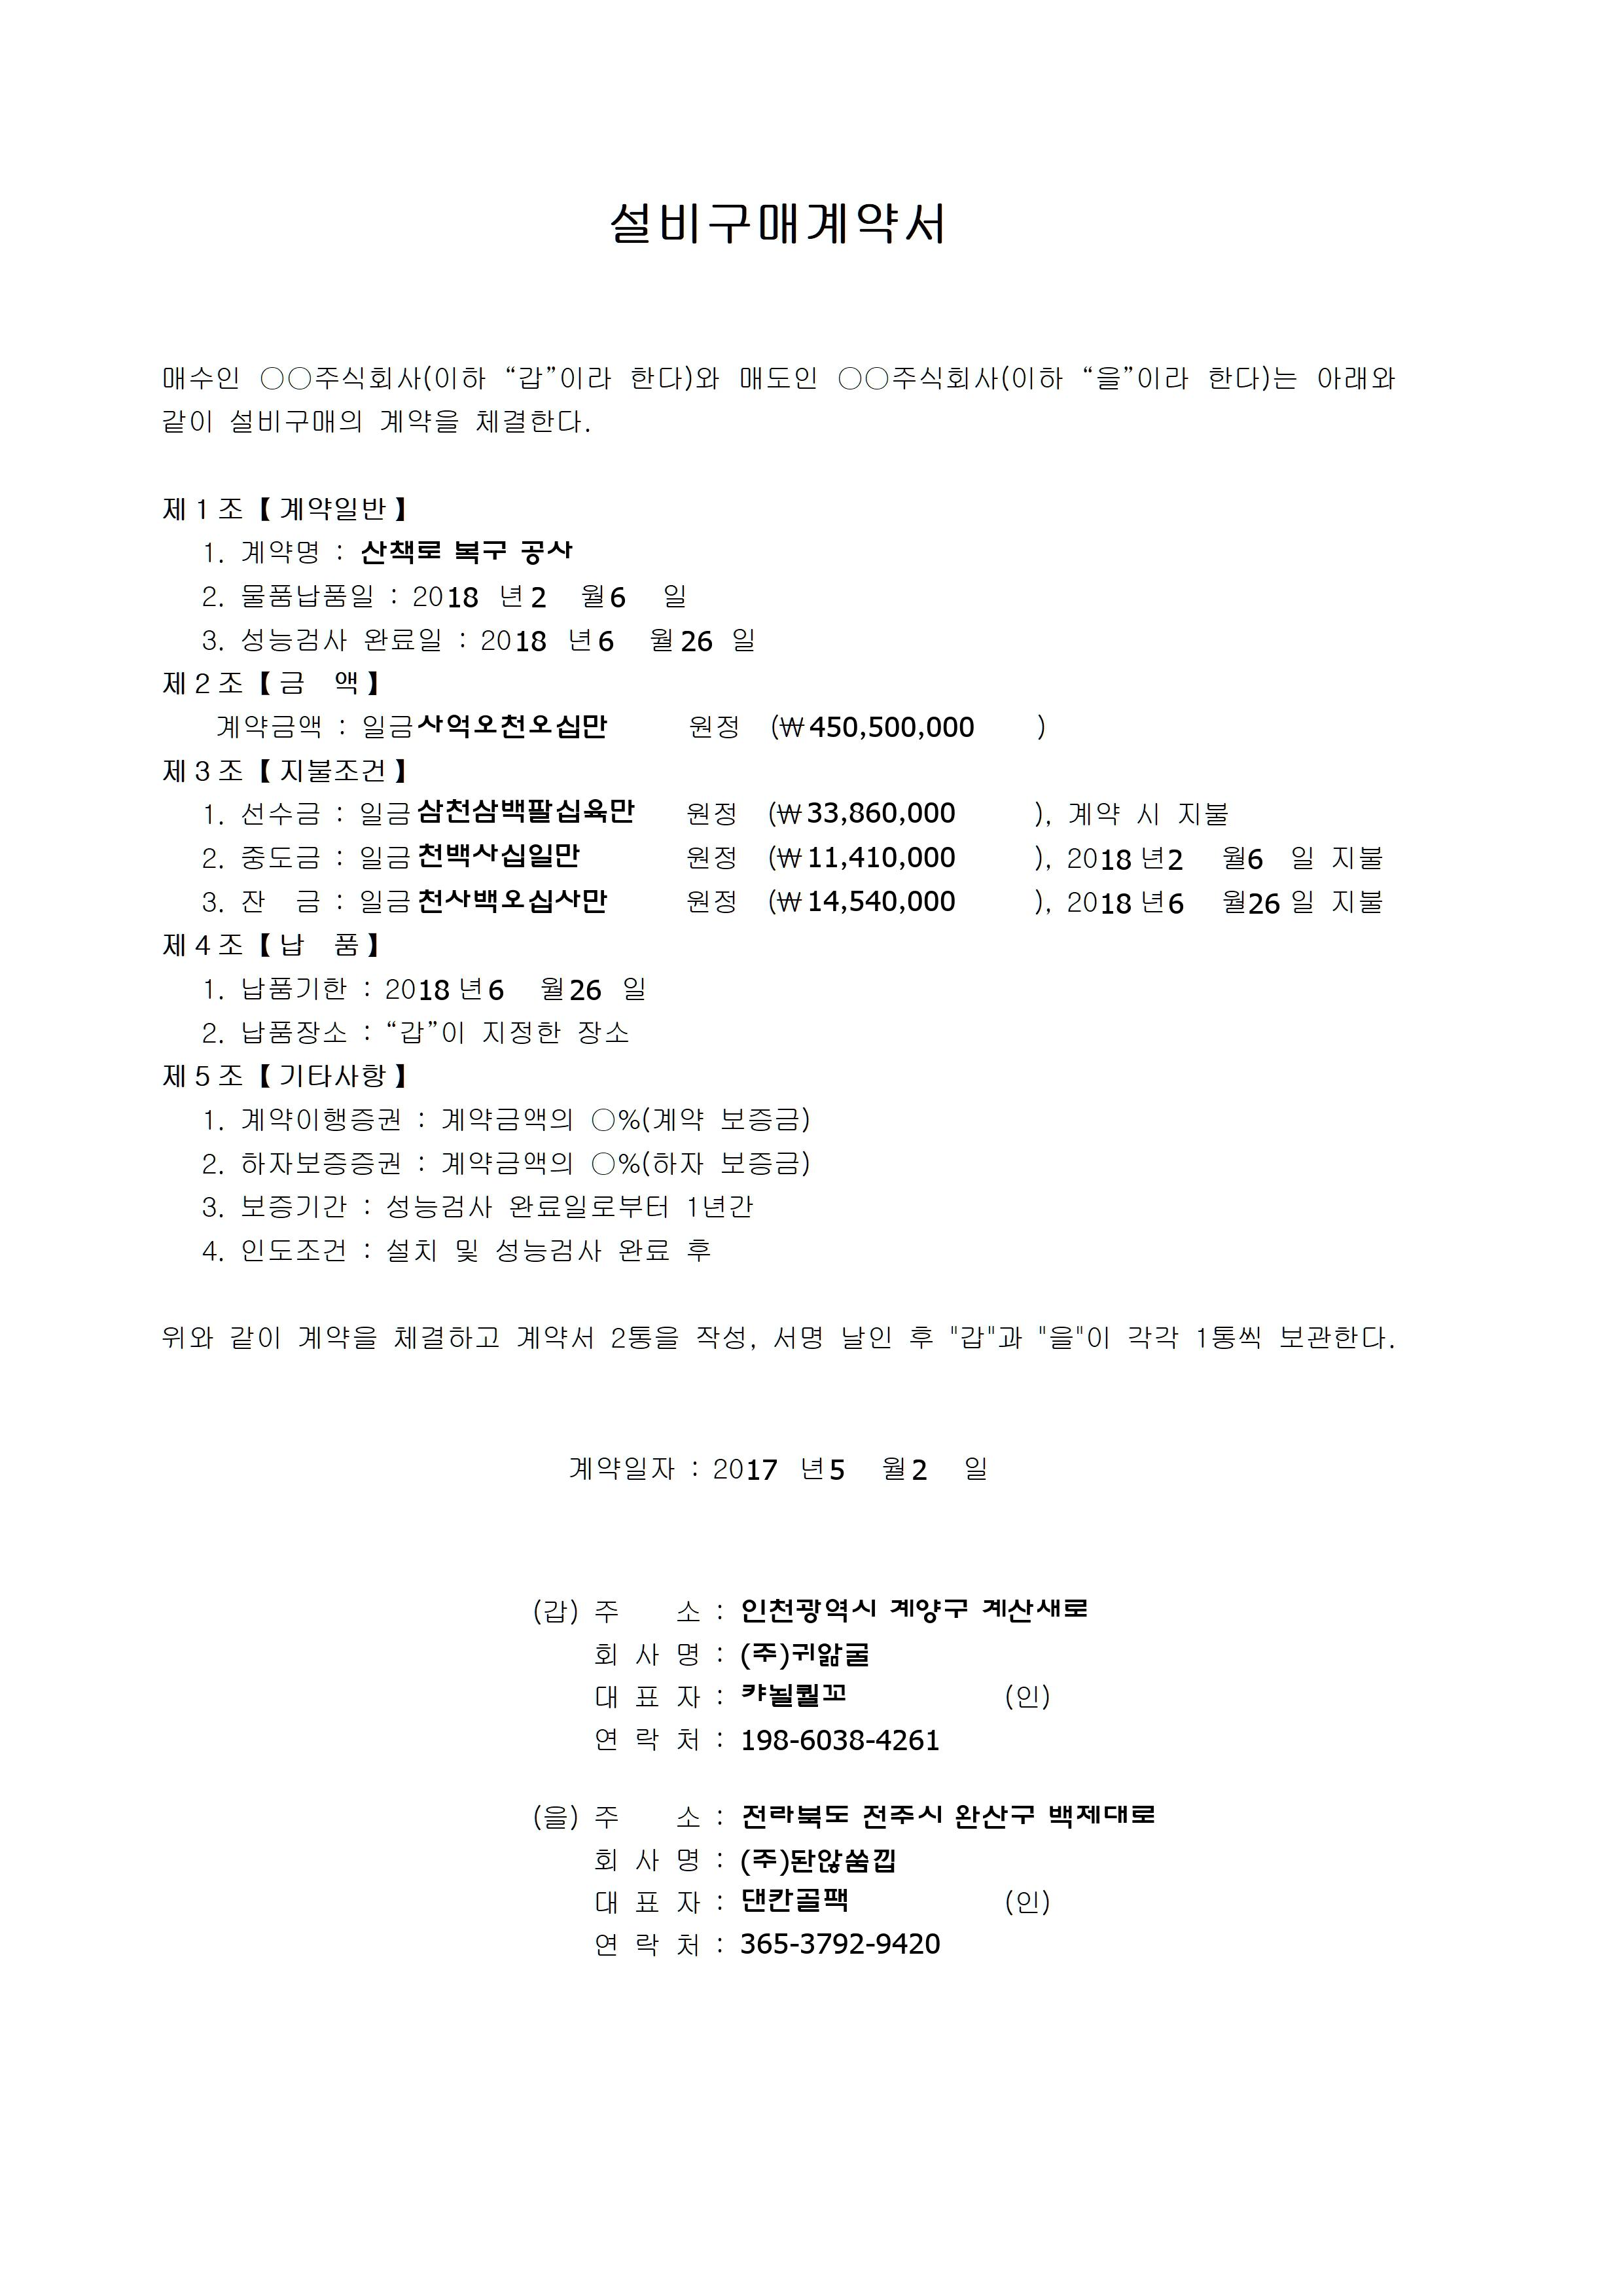 설비구매계약서
매수인 ○○주식회사(이하 “갑”이라 한다)와 매도인 ○○주식회사(이하 “을”이라 한다)는 아래와
같이 설비구매의 계약을 체결한다.
제 1 조 【 계약일반 】
1. 계약명 : 산책로 복구 공사
2. 물품납품일 : 2018 년 2 월 6 일
3. 성능검사 완료일 : 2018 년 6 월 26 일
제 2 조 【 금 액 】
계약금액 : 일금 사억오천오십만 원정 (₩ 450,500,000 )
제 3 조 【 지불조건 】
1. 선수금 : 일금 삼천삼백팔십육만 원정 (₩ 33,860,000 ), 계약 시 지불
2. 중도금 : 일금 천백사십일만 원정 (₩ 11,410,000 ), 2018 년 2 월 6 일 지불
3. 잔 금 : 일금 천사백오십사만 원정 (₩ 14,540,000 ), 2018 년 6 월 26 일 지불
제 4 조 【 납 품 】
1. 납품기한 : 2018 년 6 월 26 일
2. 납품장소 : “갑”이 지정한 장소
제 5 조 【 기타사항 】
1. 계약이행증권 : 계약금액의 ○%(계약 보증금)
2. 하자보증증권 : 계약금액의 ○%(하자 보증금)
3. 보증기간 : 성능검사 완료일로부터 1년간
4. 인도조건 : 설치 및 성능검사 완료 후
위와 같이 계약을 체결하고 계약서 2통을 작성, 서명 날인 후 "갑"과 "을"이 각각 1통씩 보관한다.
계약일자 : 2017 년 5 월 2 일
(갑) 주 소 : 인천광역시 계양구 계산새로
회 사 명 : (주)귀앎굴
대 표 자 : 캬뇔퀠꼬 (인)
연 락 처 : 198-6038-4261
(을) 주 소 : 전라북도 전주시 완산구 백제대로
회 사 명 : (주)돤않쑴낍
대 표 자 : 댄칸골팩 (인)
연 락 처 : 365-3792-9420